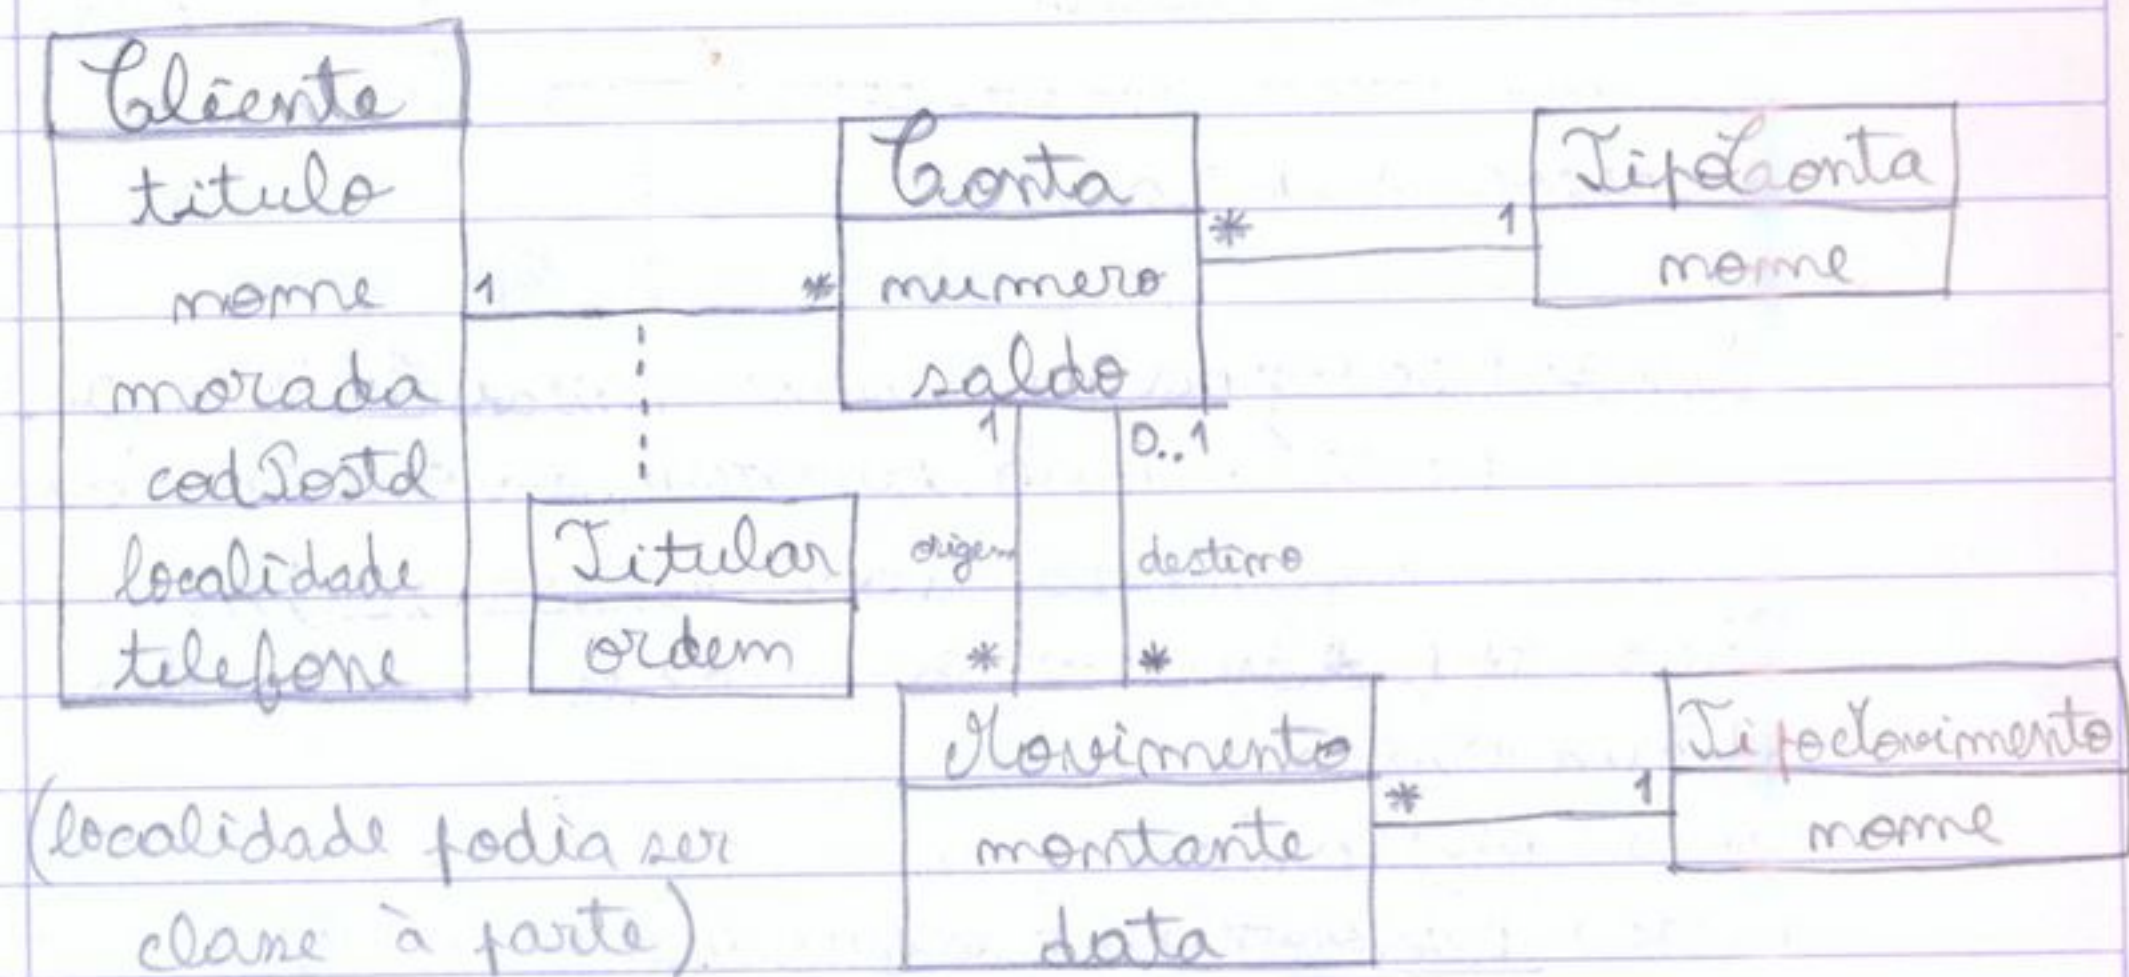 Cliente
titulo
nome
morada
codPostal
localidade
telefone
1
*
Titular
ordem
Conta
numero
saldo
*
1
TipoConta
nome
1
0..1
origem
destino
*
*
Movimento
montante
data
*
1
TipoMovimento
nome
(localidade podia ser
classe à parte)